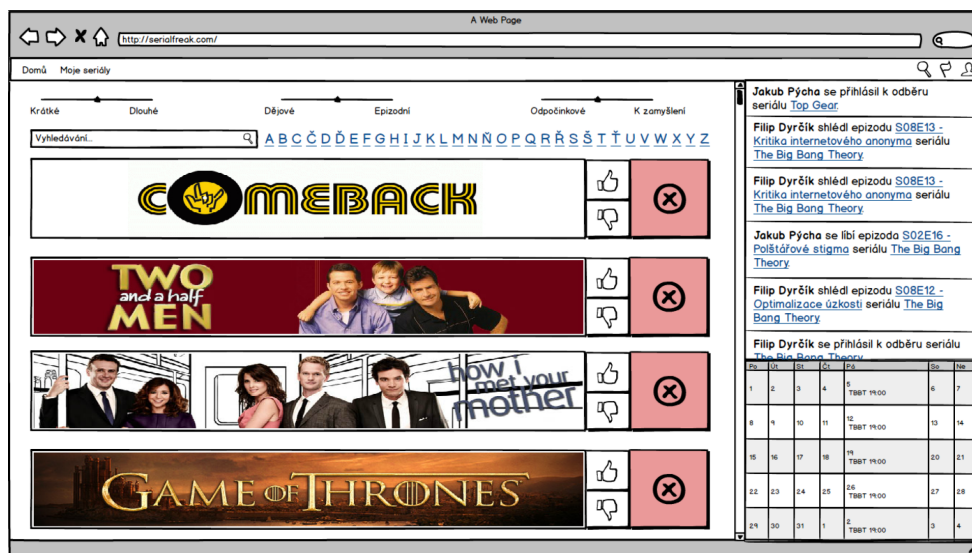 A Web Page
http://serialfreak.com/
Domů Moje seriály
Krátké Dlouhé Dějové Epizodní Odpočinkové K zamyšlení
Vyhledávání...
A B C Č D Ď E F G H I J K L M N Ň O P Q R Ř S Š T Ť U V W X Y Z
COMEBACK
TWO
and a half
MEN
how i
met your
mother
GAME OF THRONES
Jakub Pýcha se přihlásil k odběru
seriálu Top Gear.
Filip Dyrčík shlédl epizodu S08E13 -
Kritika internetového anonyma seriálu
The Big Bang Theory.
Filip Dyrčík shlédl epizodu S08E13 -
Kritika internetového anonyma seriálu
The Big Bang Theory.
Jakub Pýcha se líbí epizoda S02E16 -
Polštářové stigma seriálu The Big Bang
Theory.
Filip Dyrčík shlédl epizodu S08E12 -
Optimalizace úzkosti seriálu The Big
Bang Theory.
Filip Dyrčík se přihlásil k odběru seriálu
The Big Bang Theory
Po Út St Čt Pá So Ne
1 2 3 4 5 6 7
TBBT 19:00
8 9 10 11 12 13 14
TBBT 19:00
15 16 17 18 19 20 21
TBBT 19:00
22 23 24 25 26 27 28
TBBT 19:00
29 30 31 1 2 3 4
TBBT 19:00